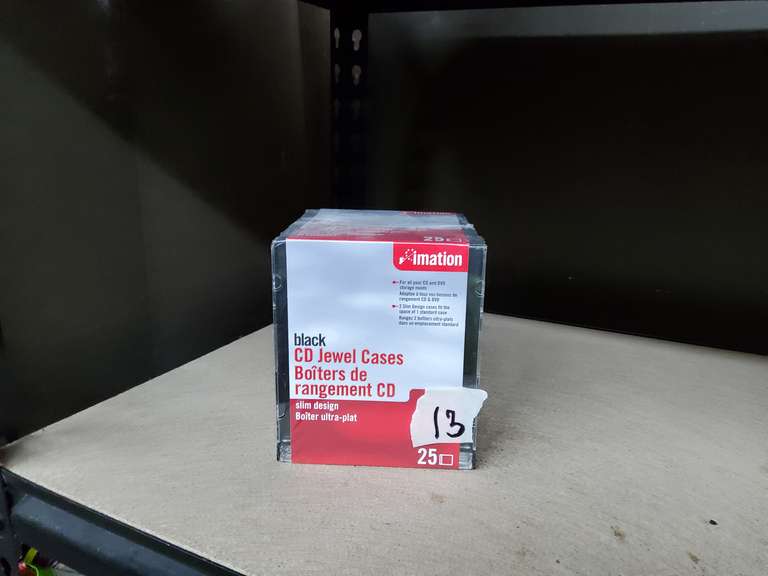 25
imation
For all your CD and DVD
storage needs
Adaptés à tous vos besoins de
rangement CD & DVD
2 Slim Design cases fit the
space of 1 standard case
Rangez 2 boîtiers ultra-plats
dans un emplacement standard
black
CD Jewel Cases
Boîters de
rangement CD
slim design
Boîter ultra-plat
13
25